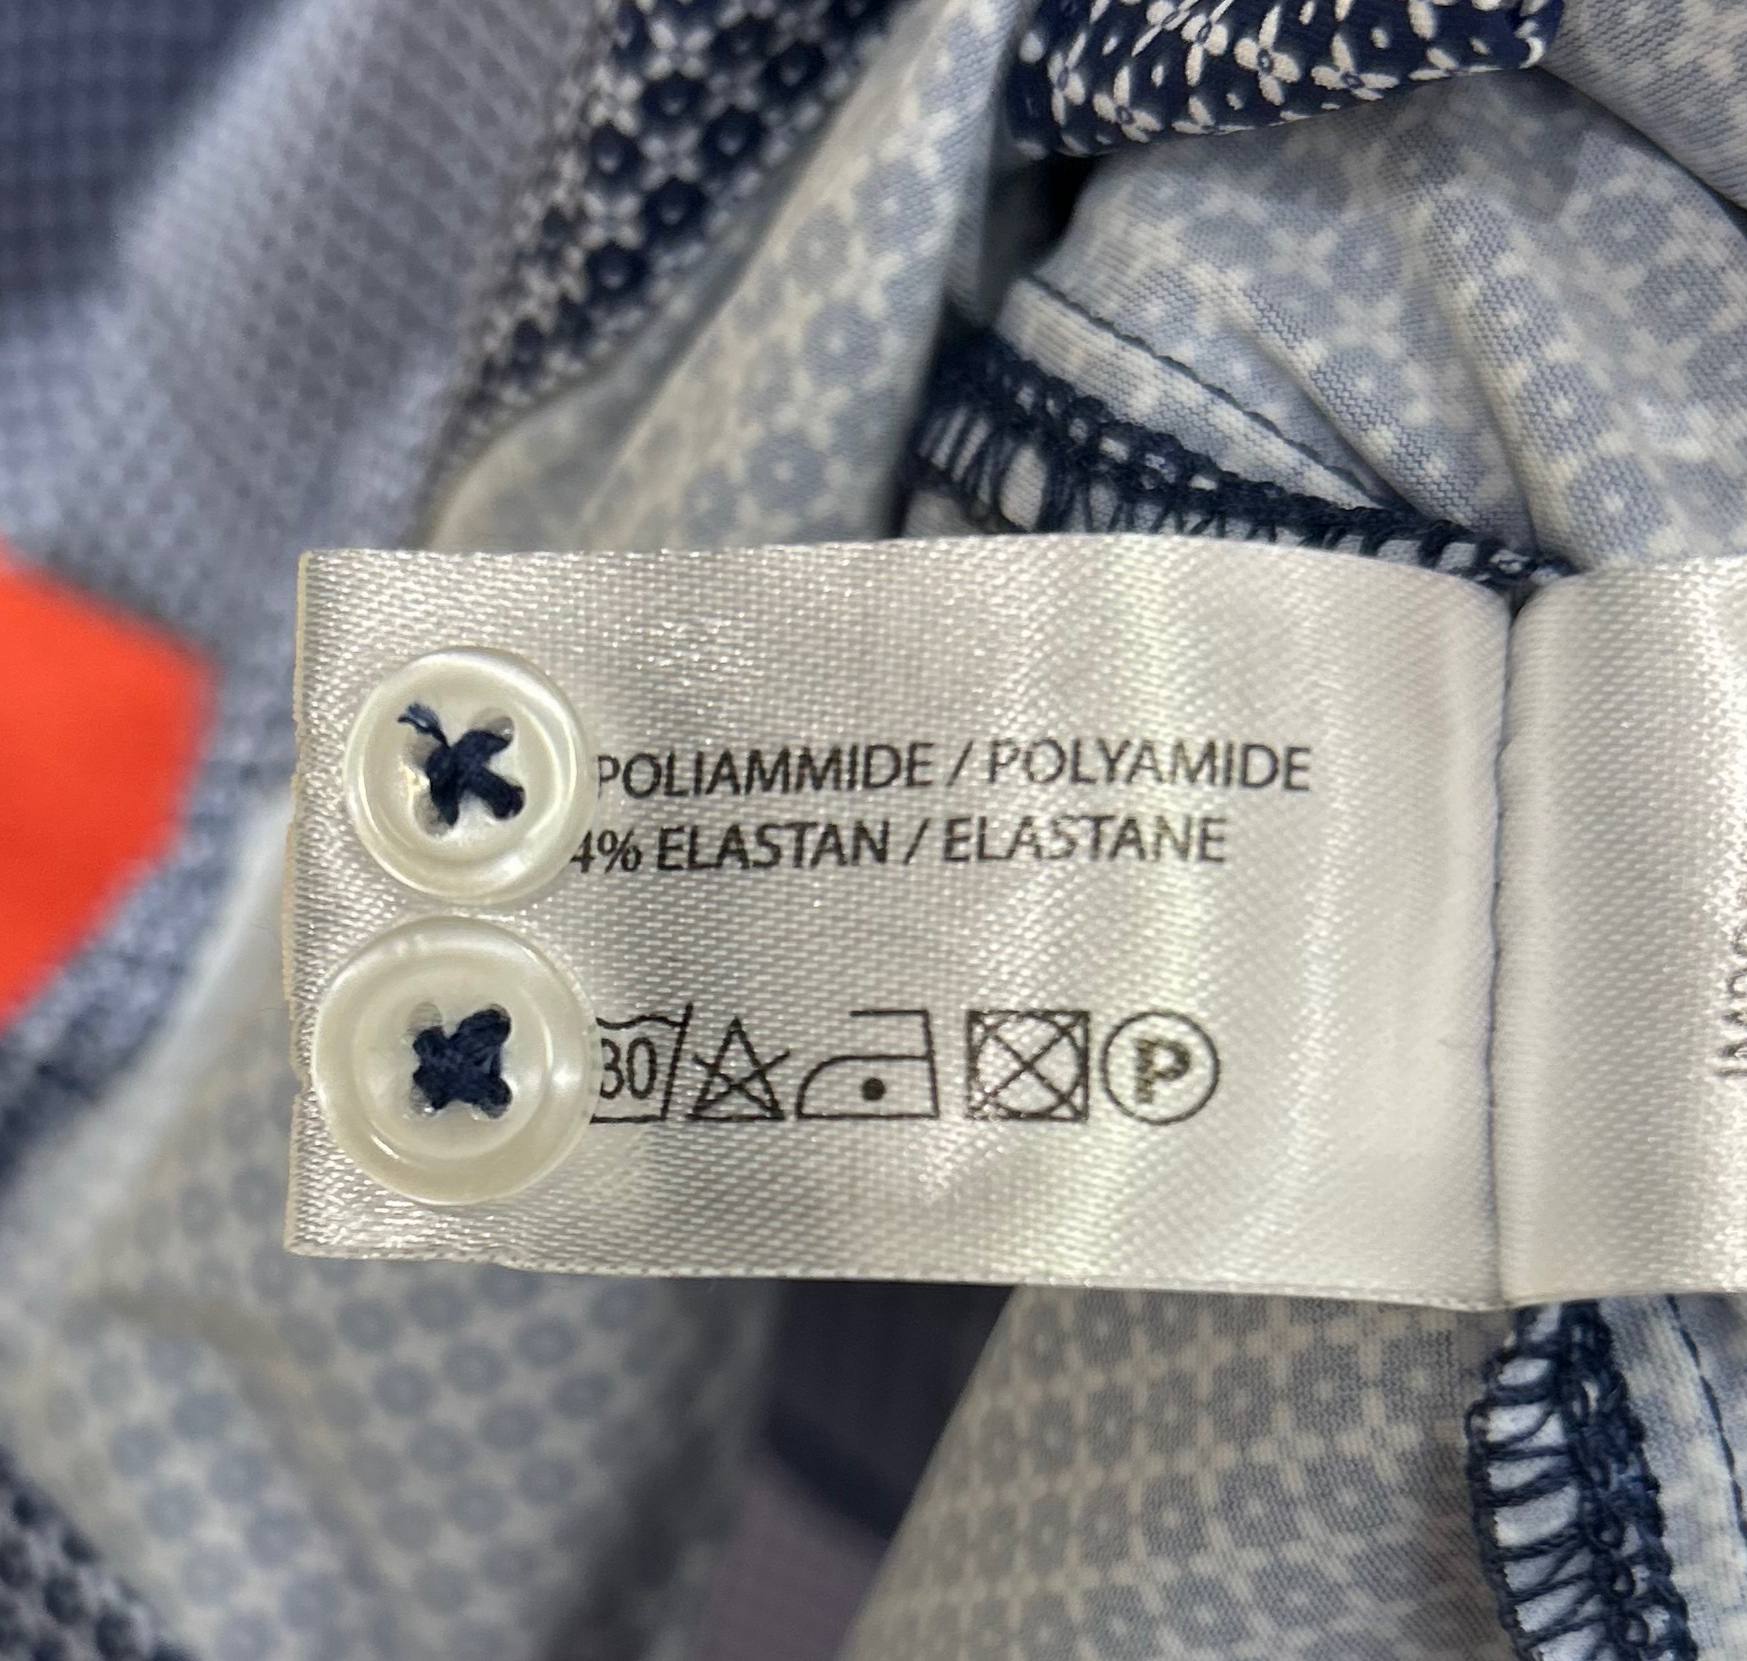 POLIAMMIDE / POLYAMIDE
4% ELASTAN / ELASTANE
30 P